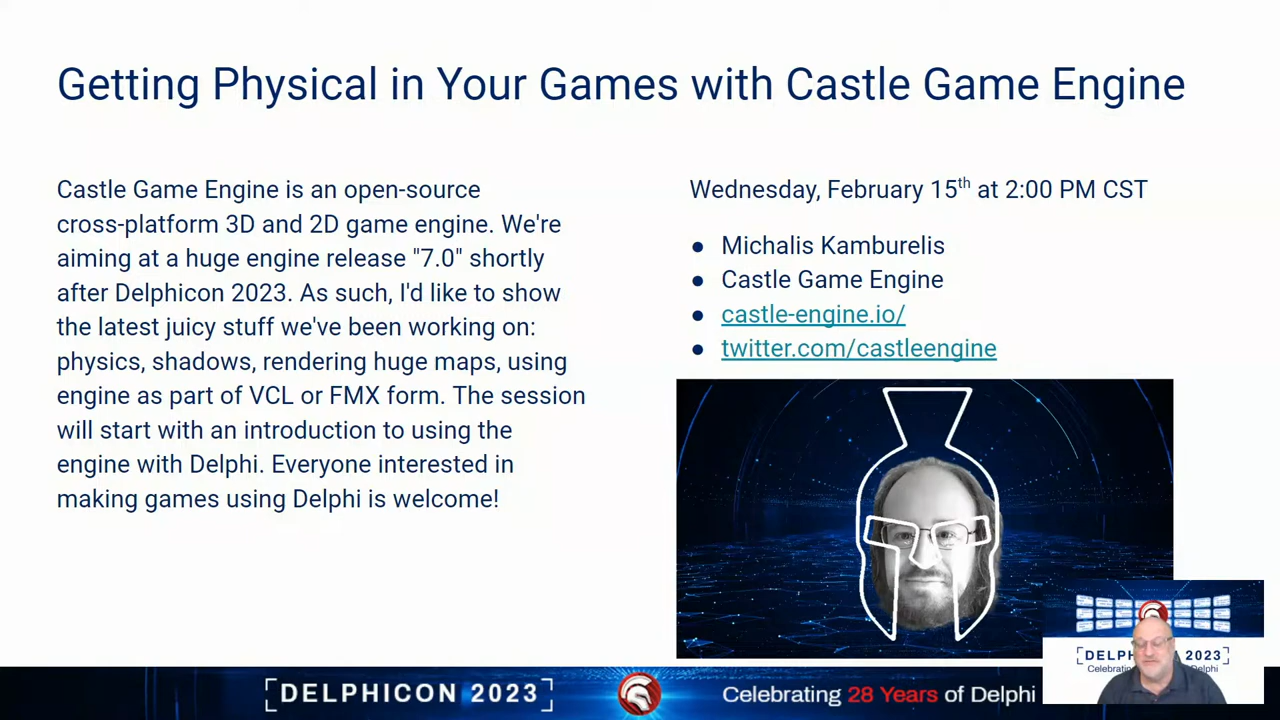 Getting Physical in Your Games with Castle Game Engine
Castle Game Engine is an open-source
cross-platform 3D and 2D game engine. We're
aiming at a huge engine release "7.0" shortly
after Delphicon 2023. As such, I'd like to show
the latest juicy stuff we've been working on:
physics, shadows, rendering huge maps, using
engine as part of VCL or FMX form. The session
will start with an introduction to using the
engine with Delphi. Everyone interested in
making games using Delphi is welcome!
Wednesday, February 15th at 2:00 PM CST
● Michalis Kamburelis
● Castle Game Engine
● castle-engine.io/
● twitter.com/castleengine
[DELPHICON 2023]
Celebrating 28 Years of Delphi